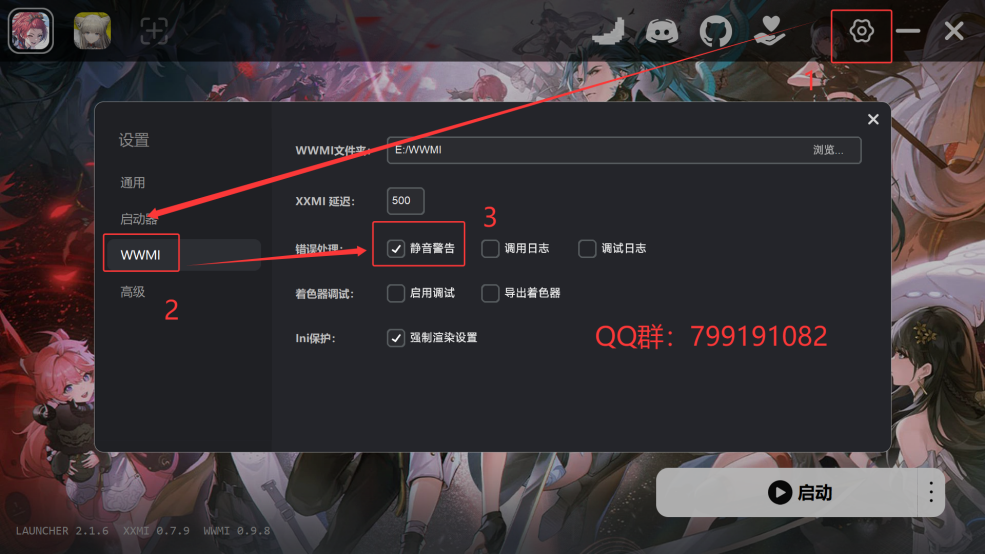 1
设置
WWMI文件夹:
E:/WWMI
浏览...
通用
XXMI 延迟:
500
启动器
3
WWMI
错误处理:
静音警告
调用日志
调试日志
高级
2
着色器调试:
启用调试
导出着色器
Ini保护:
强制渲染设置
QQ群：799191082
启动
LAUNCHER 2.1.6 XXMI 0.7.9 WWMI 0.9.8